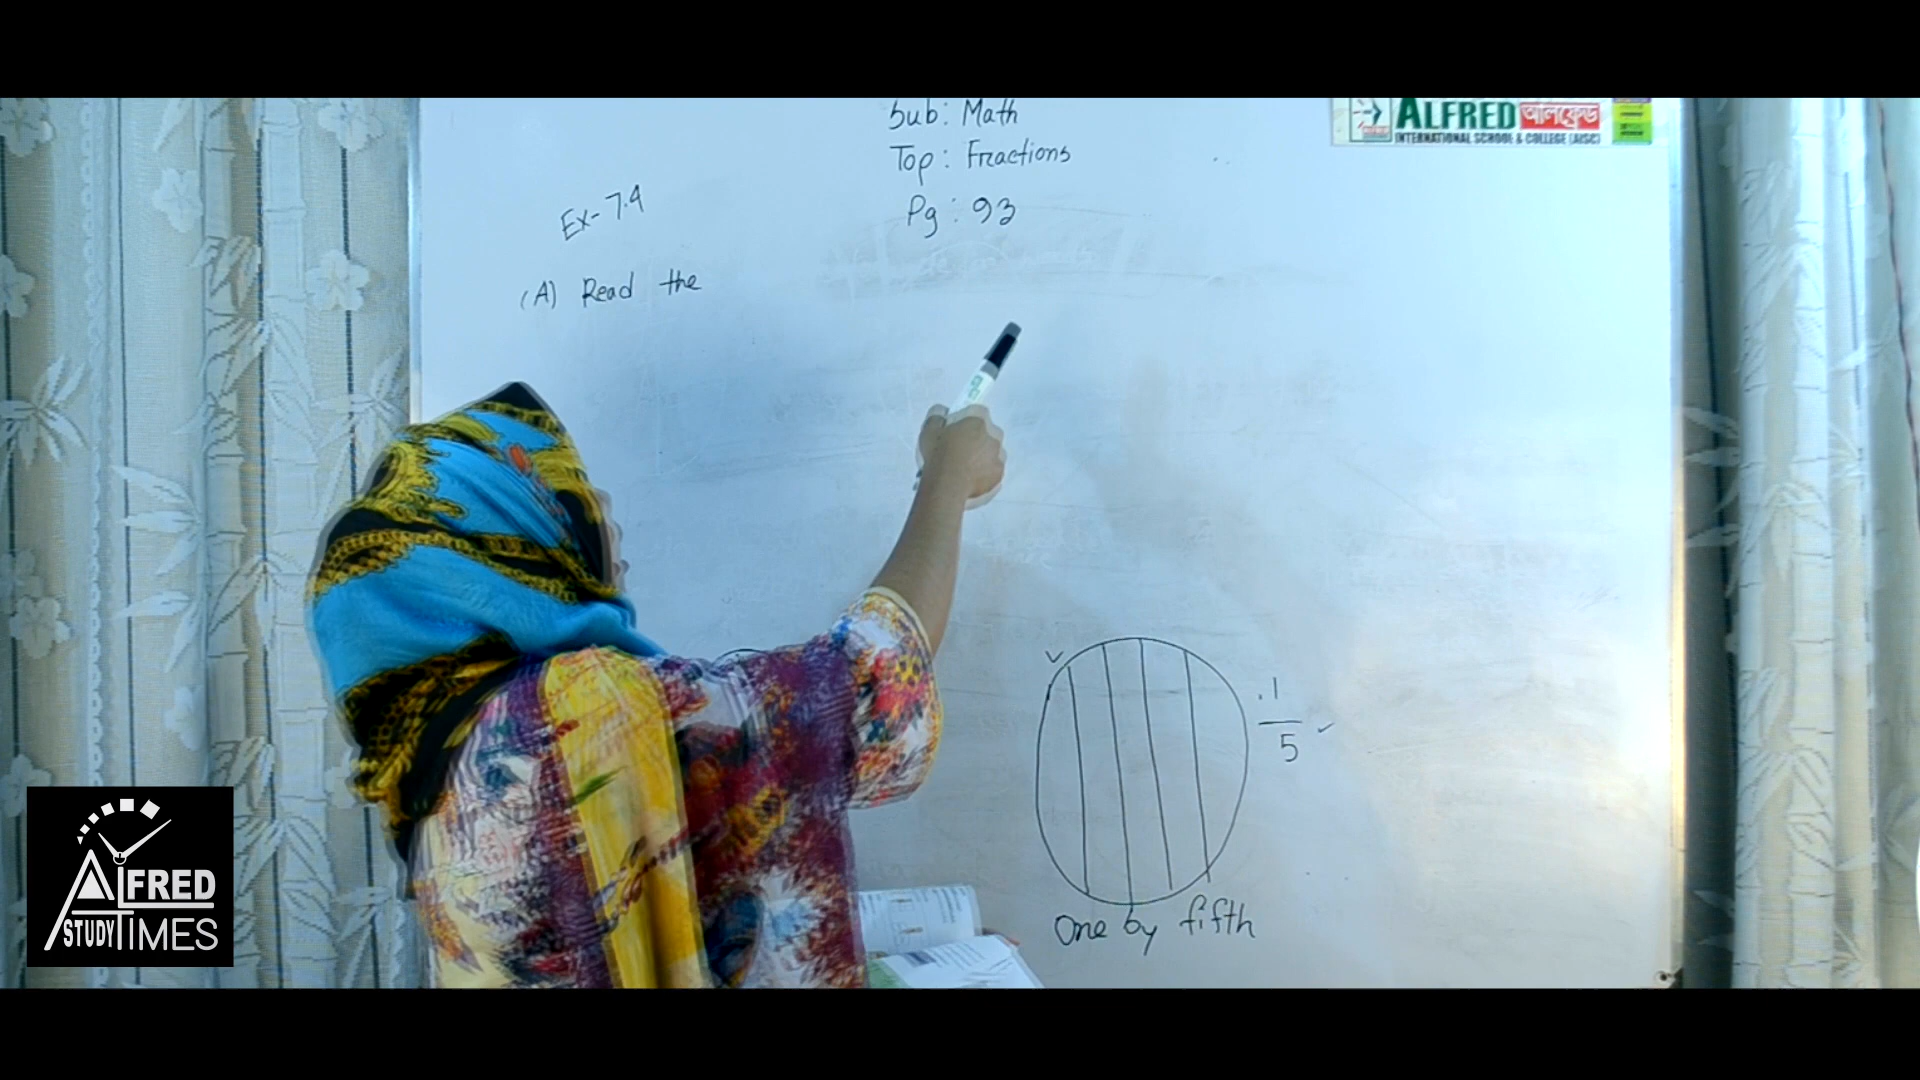 Sub: Math
Top: Fractions
Pg: 93
ALFRED আলফ্রেড
INTERNATIONAL SCHOOL & COLLEGE (AISC)
Ex- 7.4
(A) Read the
1
5
One by fifth
ALFRED
STUDY TIMES